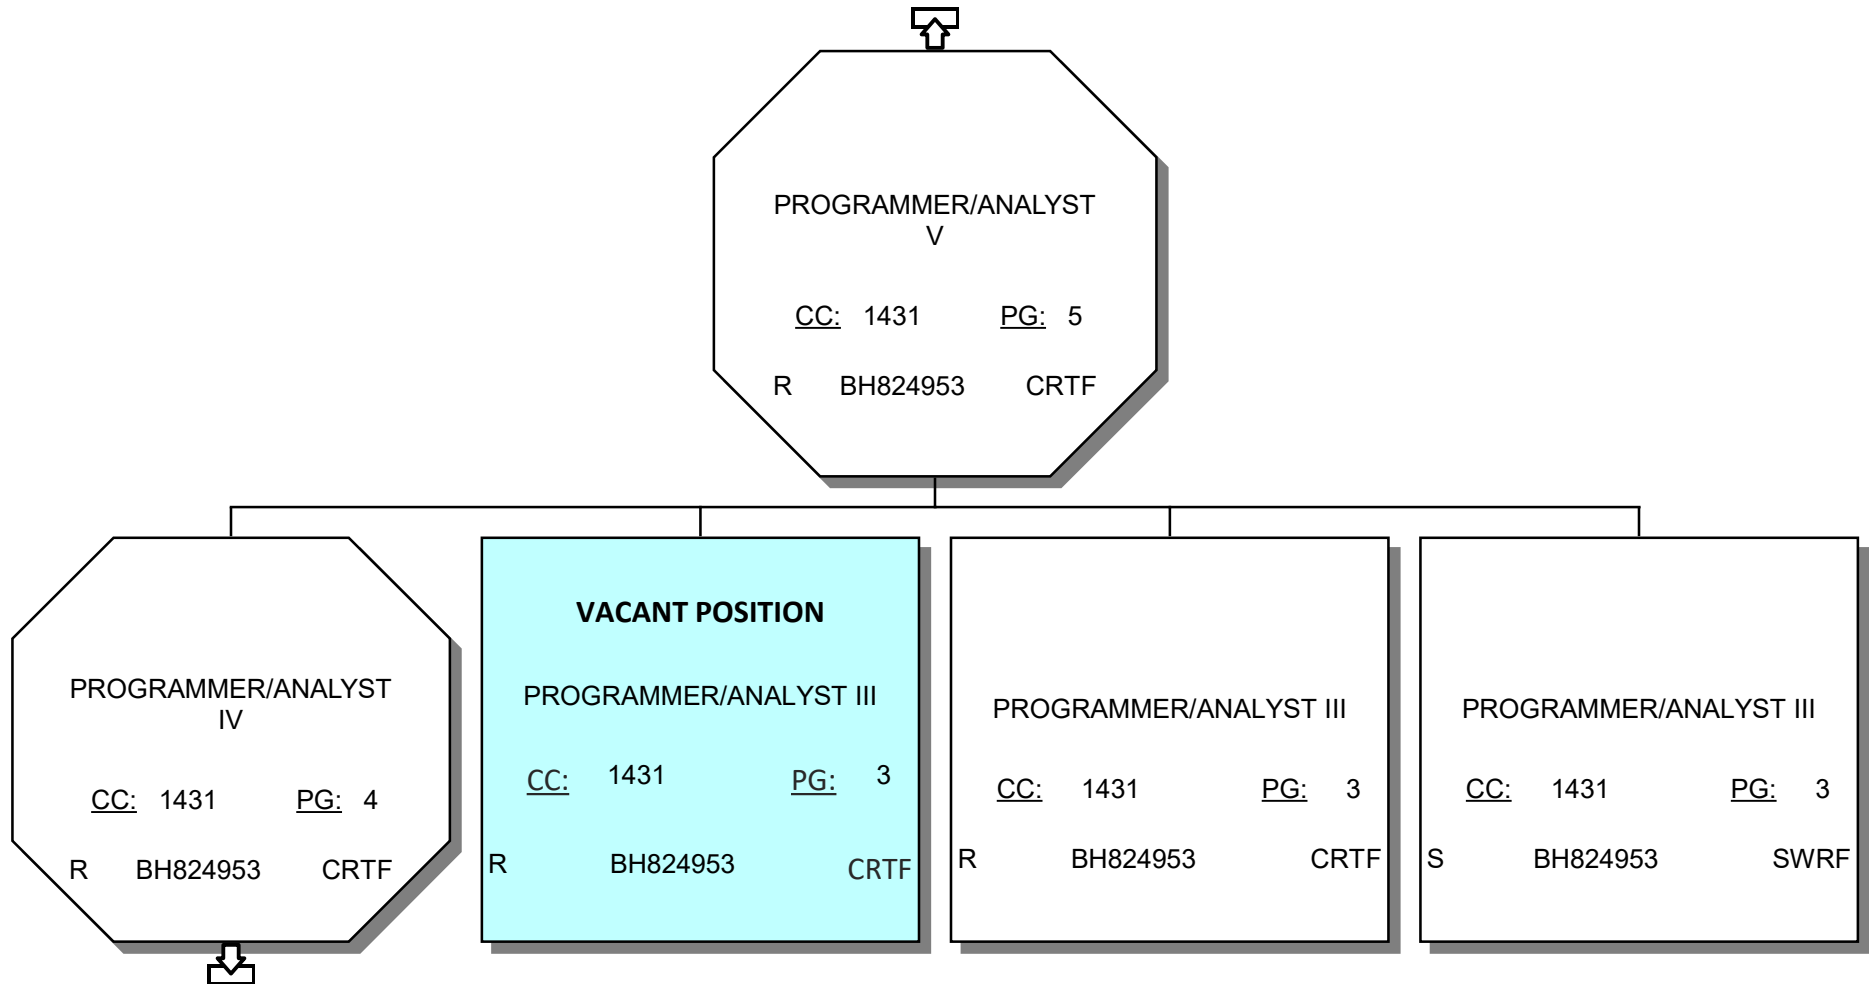 PROGRAMMER/ANALYST
V
CC: 1431 PG: 5
R BH824953 CRTF
PROGRAMMER/ANALYST
IV
CC: 1431 PG: 4
R BH824953 CRTF
VACANT POSITION
PROGRAMMER/ANALYST III
CC: 1431 PG: 3
R BH824953 CRTF
PROGRAMMER/ANALYST III
CC: 1431 PG: 3
R BH824953 CRTF
PROGRAMMER/ANALYST III
CC: 1431 PG: 3
S BH824953 SWRF